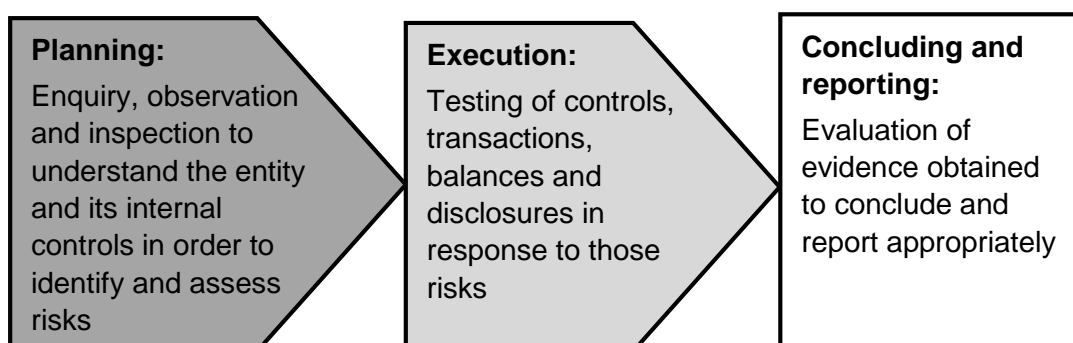 Planning:
Enquiry, observation
and inspection to
understand the entity
and its internal
controls in order to
identify and assess
risks
Execution:
Testing of controls,
transactions,
balances and
disclosures in
response to those
risks
Concluding and
reporting:
Evaluation of
evidence obtained
to conclude and
report appropriately